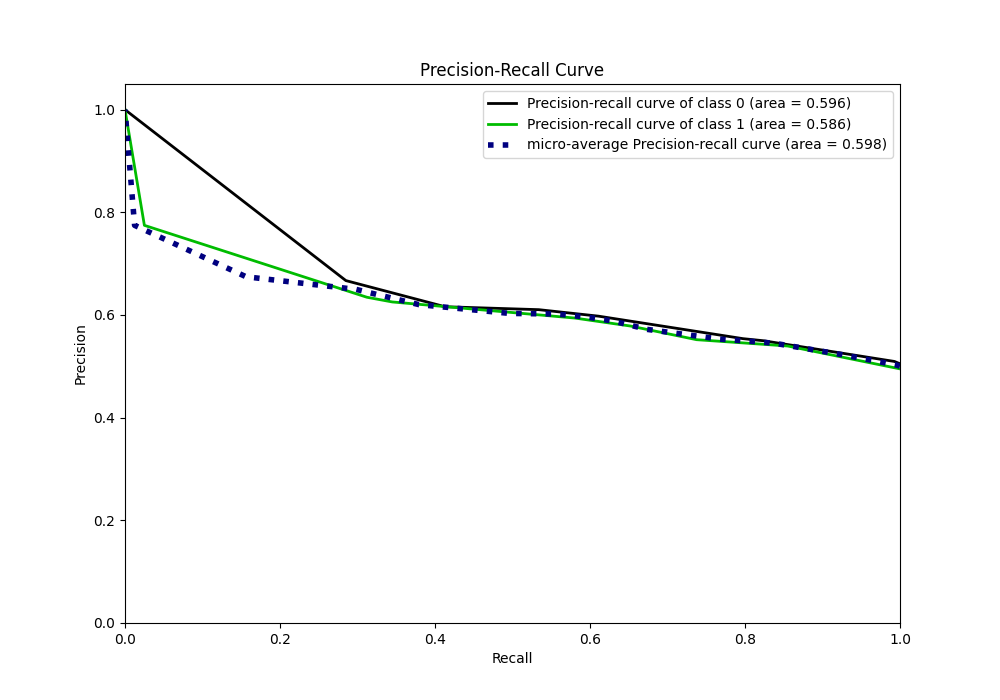 Precision-Recall Curve
Precision-recall curve of class 0 (area = 0.596)
Precision-recall curve of class 1 (area = 0.586)
micro-average Precision-recall curve (area = 0.598)
Precision
1.0
0.8
0.6
0.4
0.2
0.0
0.0 0.2 0.4 0.6 0.8 1.0
Recall